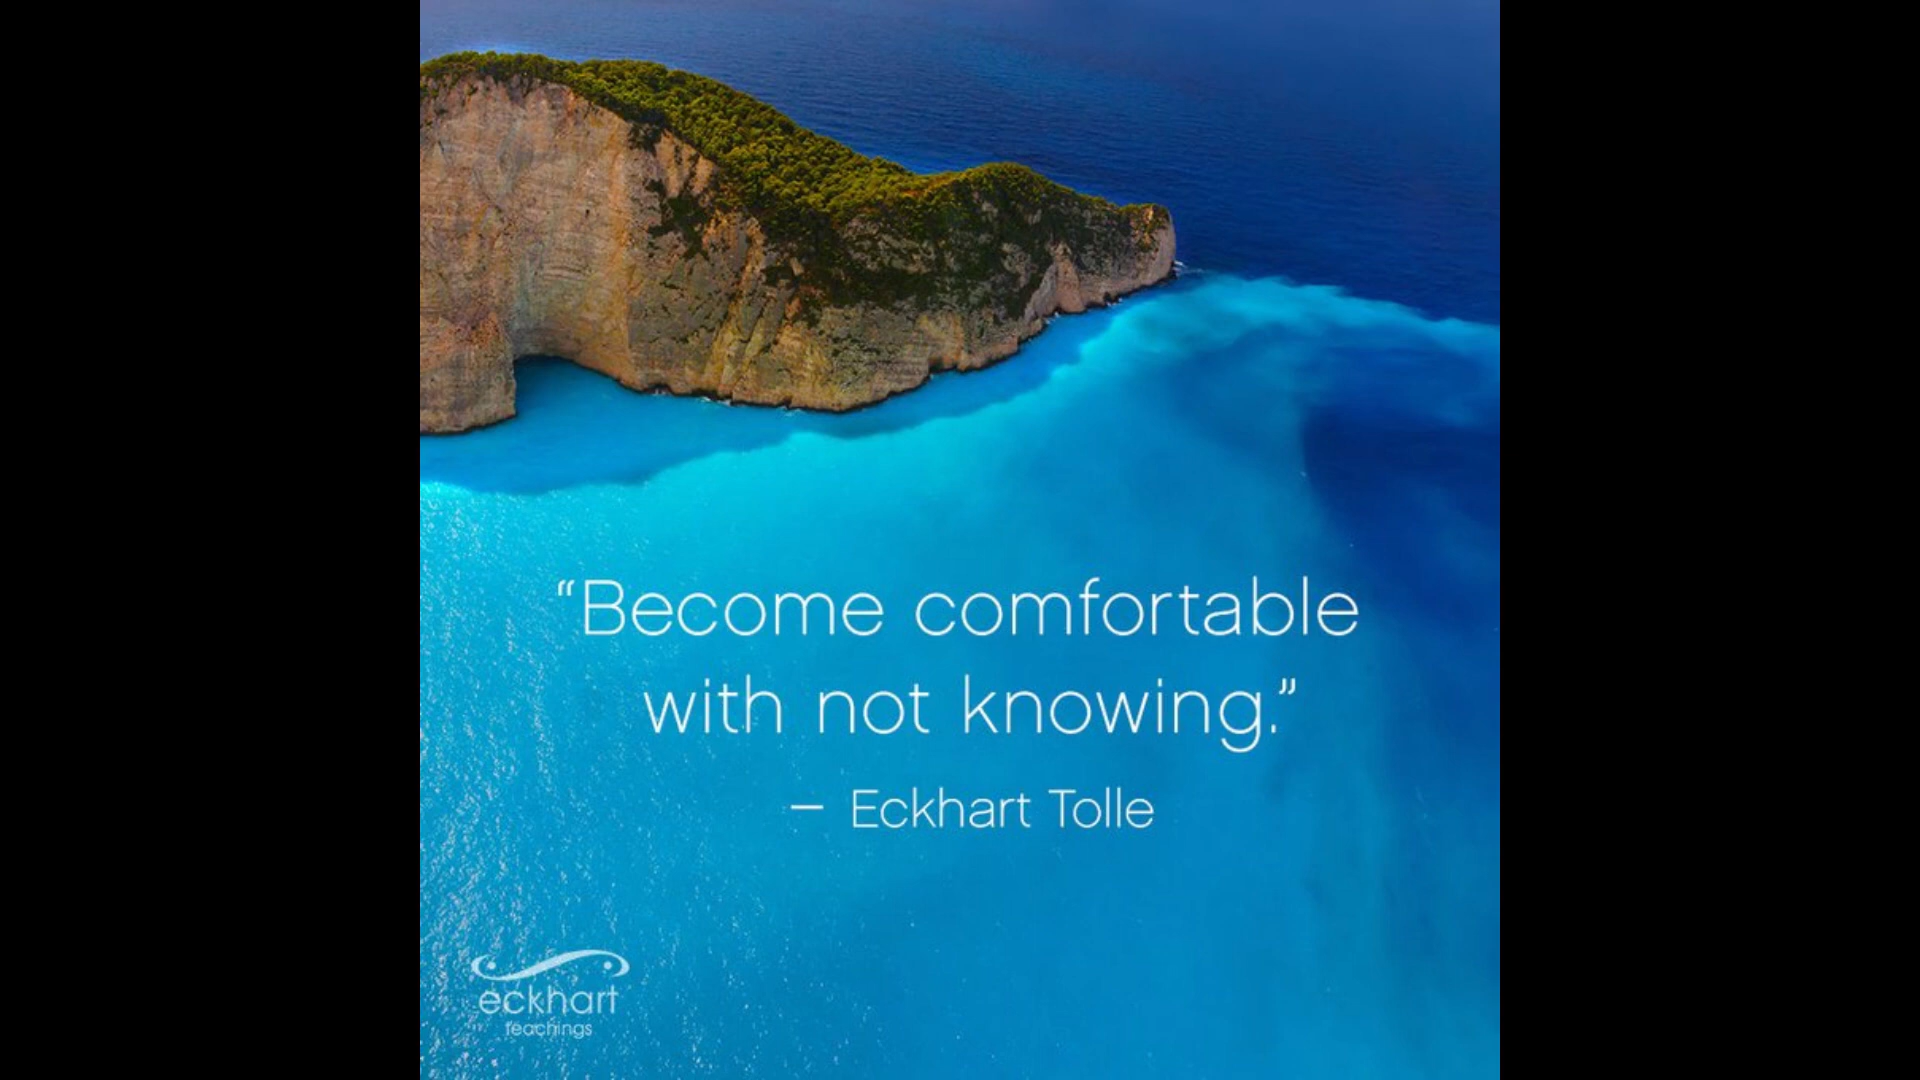 “Become comfortable
with not knowing.”
– Eckhart Tolle
eckhart
teachings